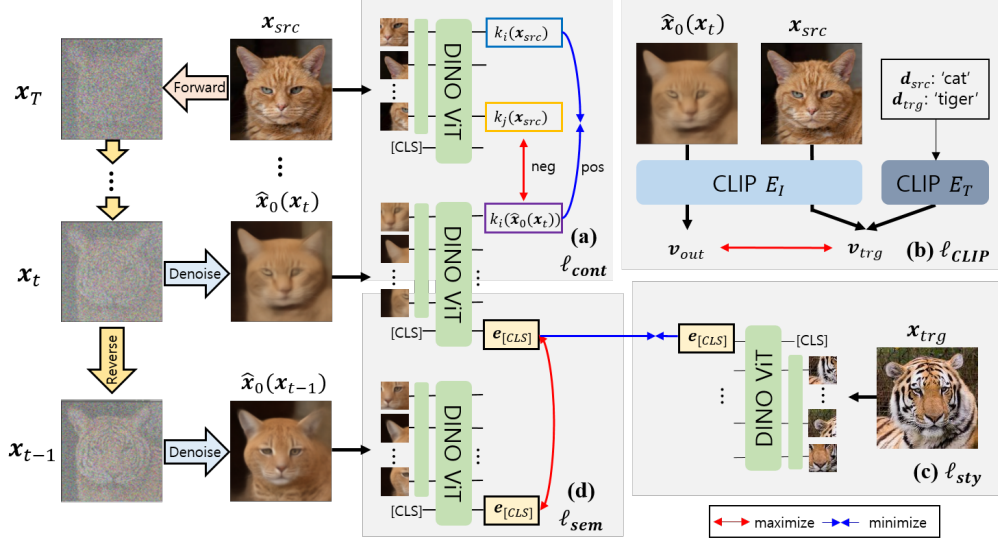 x_src
x_T
Forward
DINO ViT
k_i(x_src)
k_j(x_src)
[CLS]
neg
pos
x̂_0(x_t)
k_i(x̂_0(x_t))
(a)
ℓ_cont
x_t
Denoise
DINO ViT
[CLS]
e_[CLS]
Reverse
x̂_0(x_{t−1})
x_{t−1}
Denoise
DINO ViT
[CLS]
e_[CLS]
(d)
ℓ_sem
x̂_0(x_t)
x_src
d_src: 'cat'
d_trg: 'tiger'
CLIP E_I
CLIP E_T
v_out
v_trg
(b) ℓ_CLIP
e_[CLS]
DINO ViT
[CLS]
x_trg
(c) ℓ_sty
maximize
minimize